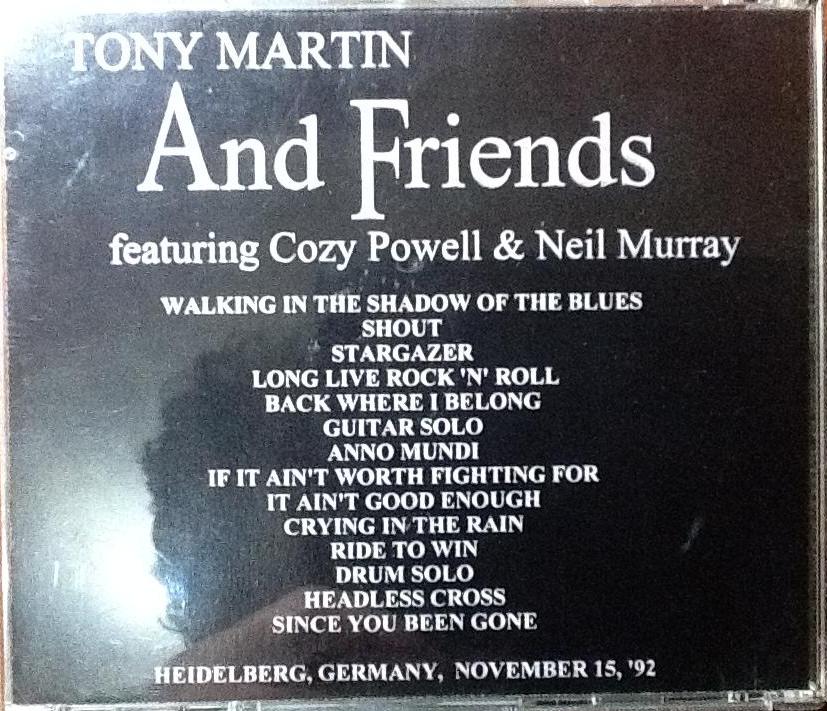 TONY MARTIN
And Friends
featuring Cozy Powell & Neil Murray
WALKING IN THE SHADOW OF THE BLUES
SHOUT
STARGAZER
LONG LIVE ROCK 'N' ROLL
BACK WHERE I BELONG
GUITAR SOLO
ANNO MUNDI
IF IT AIN'T WORTH FIGHTING FOR
IT AIN'T GOOD ENOUGH
CRYING IN THE RAIN
RIDE TO WIN
DRUM SOLO
HEADLESS CROSS
SINCE YOU BEEN GONE
HEIDELBERG, GERMANY, NOVEMBER 15, '92